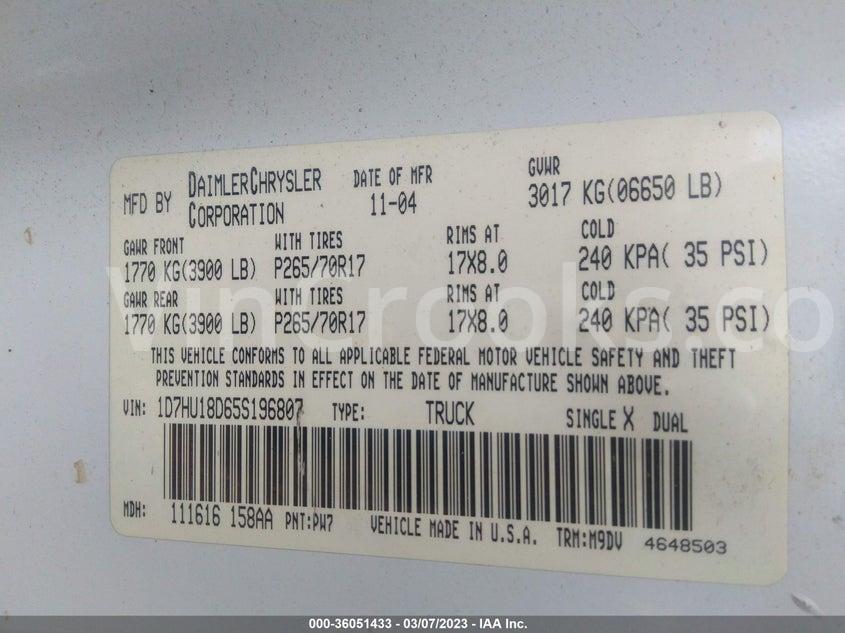 MFD BY DAIMLERCHRYSLER CORPORATION DATE OF MFR 11-04 GVWR 3017 KG(06650 LB)
GAWR FRONT WITH TIRES RIMS AT COLD
1770 KG(3900 LB) P265/70R17 17X8.0 240 KPA( 35 PSI)
GAWR REAR WITH TIRES RIMS AT COLD
1770 KG(3900 LB) P265/70R17 17X8.0 240 KPA( 35 PSI)
THIS VEHICLE CONFORMS TO ALL APPLICABLE FEDERAL MOTOR VEHICLE SAFETY AND THEFT
PREVENTION STANDARDS IN EFFECT ON THE DATE OF MANUFACTURE SHOWN ABOVE.
VIN: 1D7HU18D65S196807 TYPE: TRUCK SINGLE X DUAL
MDH: 111616 158AA PNT:PW7 VEHICLE MADE IN U.S.A. TRM:M9DV 4648503
VinCrooks.co
000-36051433 - 03/07/2023 - © IAA Inc.